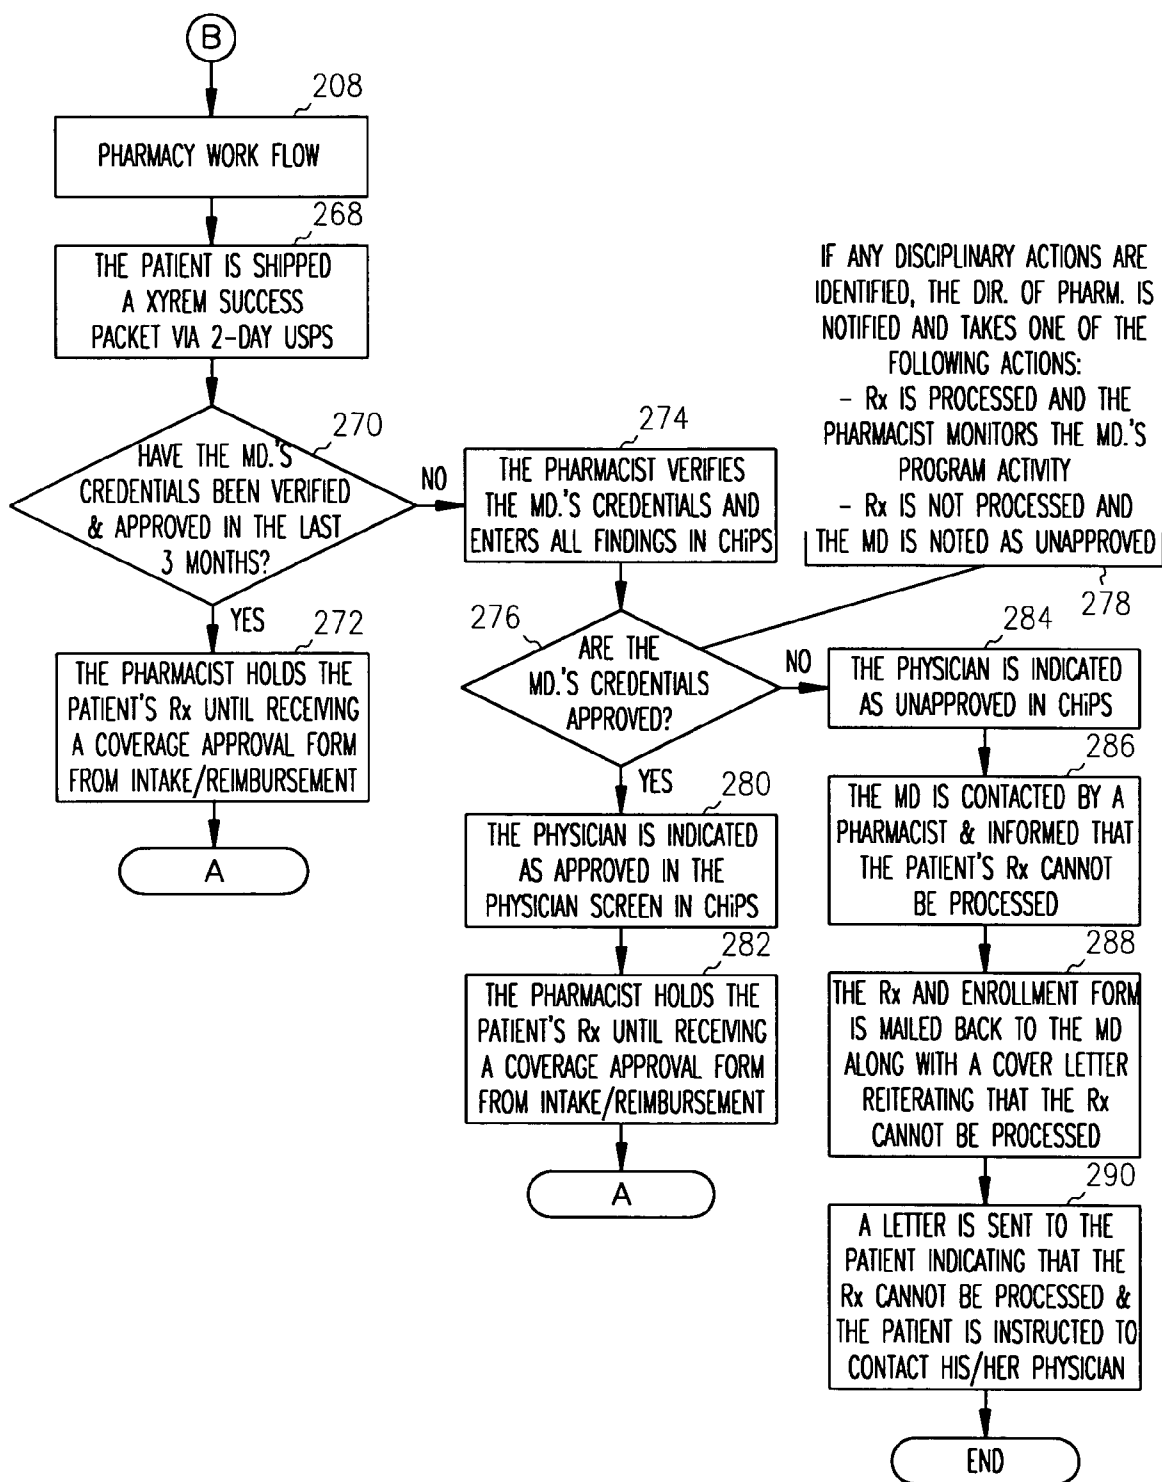 B
208
PHARMACY WORK FLOW
268
THE PATIENT IS SHIPPED
A XYREM SUCCESS
PACKET VIA 2-DAY USPS
270
HAVE THE MD.'S
CREDENTIALS BEEN VERIFIED
& APPROVED IN THE LAST
3 MONTHS?
NO
YES
272
THE PHARMACIST HOLDS THE
PATIENT'S Rx UNTIL RECEIVING
A COVERAGE APPROVAL FORM
FROM INTAKE/REIMBURSEMENT
A
274
THE PHARMACIST VERIFIES
THE MD.'S CREDENTIALS AND
ENTERS ALL FINDINGS IN CHiPS
IF ANY DISCIPLINARY ACTIONS ARE
IDENTIFIED, THE DIR. OF PHARM. IS
NOTIFIED AND TAKES ONE OF THE
FOLLOWING ACTIONS:
- Rx IS PROCESSED AND THE
PHARMACIST MONITORS THE MD.'S
PROGRAM ACTIVITY
- Rx IS NOT PROCESSED AND
THE MD IS NOTED AS UNAPPROVED
278
276
ARE THE
MD.'S CREDENTIALS
APPROVED?
NO
YES
280
THE PHYSICIAN IS INDICATED
AS APPROVED IN THE
PHYSICIAN SCREEN IN CHiPS
282
THE PHARMACIST HOLDS THE
PATIENT'S Rx UNTIL RECEIVING
A COVERAGE APPROVAL FORM
FROM INTAKE/REIMBURSEMENT
A
284
THE PHYSICIAN IS INDICATED
AS UNAPPROVED IN CHiPS
286
THE MD IS CONTACTED BY A
PHARMACIST & INFORMED THAT
THE PATIENT'S Rx CANNOT
BE PROCESSED
288
THE Rx AND ENROLLMENT FORM
IS MAILED BACK TO THE MD
ALONG WITH A COVER LETTER
REITERATING THAT THE Rx
CANNOT BE PROCESSED
290
A LETTER IS SENT TO THE
PATIENT INDICATING THAT THE
Rx CANNOT BE PROCESSED &
THE PATIENT IS INSTRUCTED TO
CONTACT HIS/HER PHYSICIAN
END